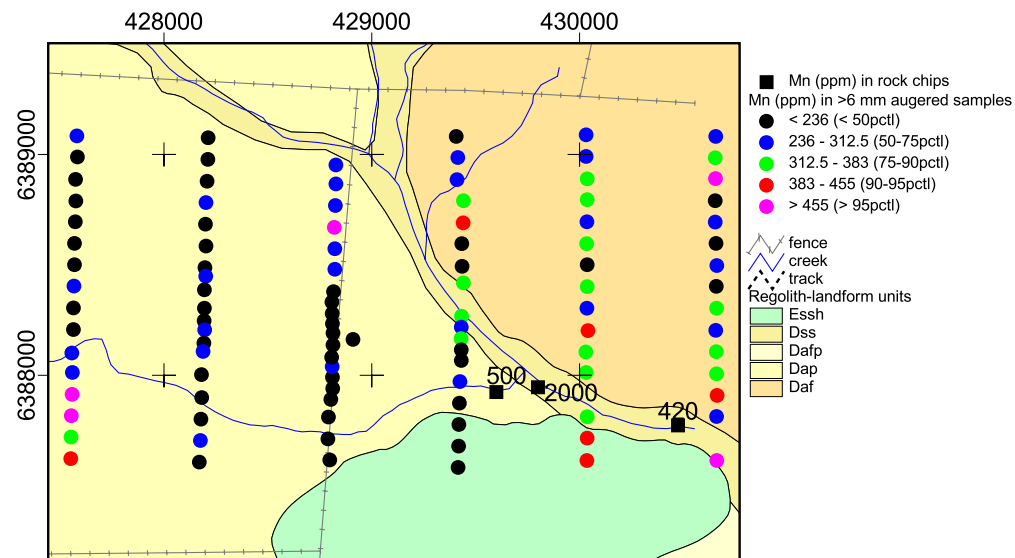 428000 429000 430000
6389000
6388000
500
2000
420
Mn (ppm) in rock chips
Mn (ppm) in >6 mm augered samples
< 236 (< 50pctl)
236 - 312.5 (50-75pctl)
312.5 - 383 (75-90pctl)
383 - 455 (90-95pctl)
> 455 (> 95pctl)
fence
creek
track
Regolith-landform units
Essh
Dss
Dafp
Dap
Daf